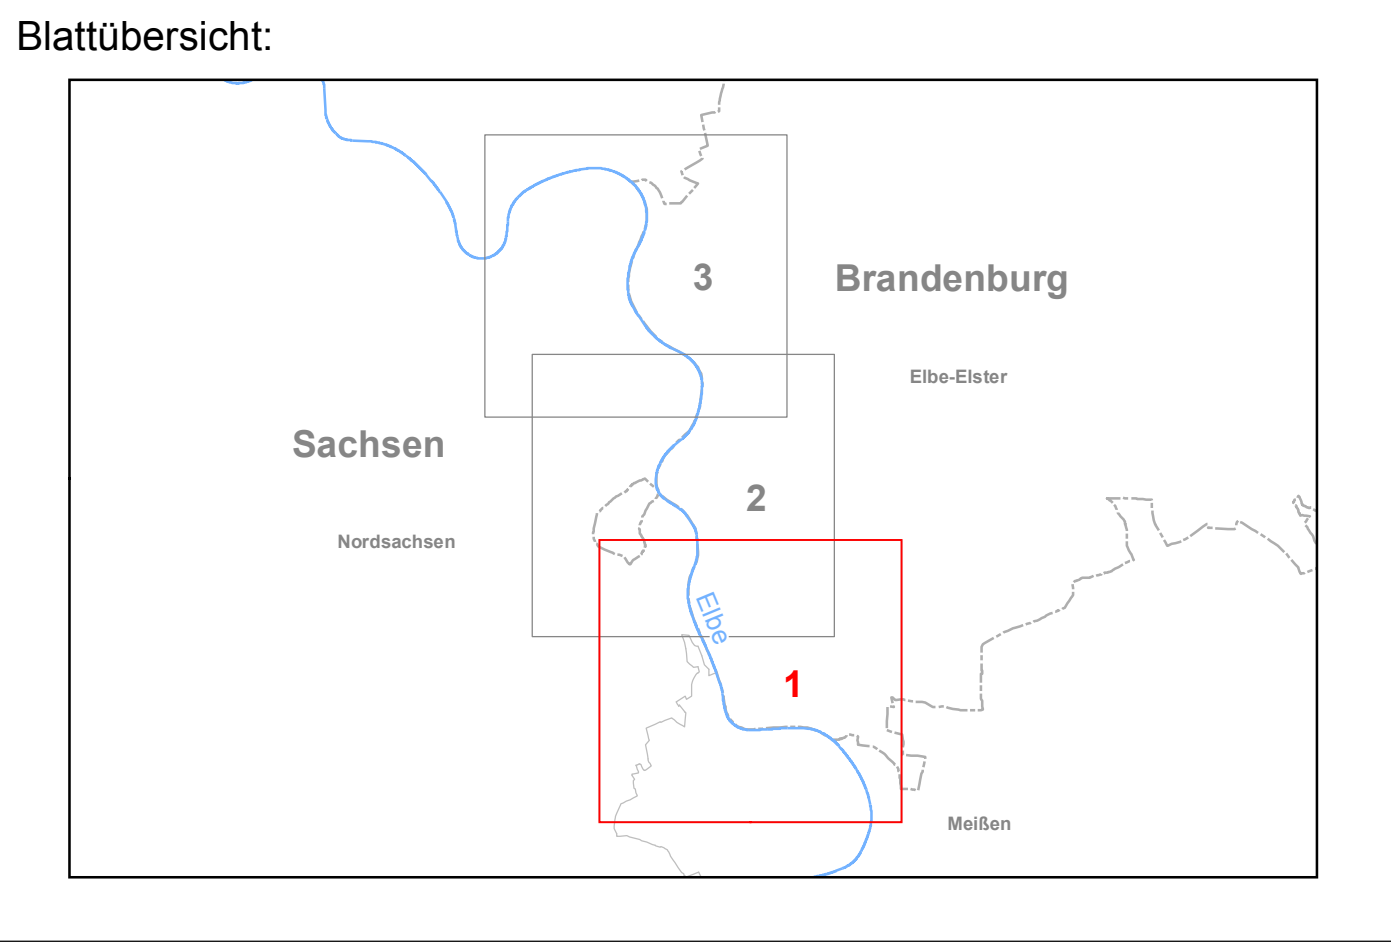 Blattübersicht:
3
Brandenburg
Elbe-Elster
Sachsen
2
Nordsachsen
Elbe
1
Meißen